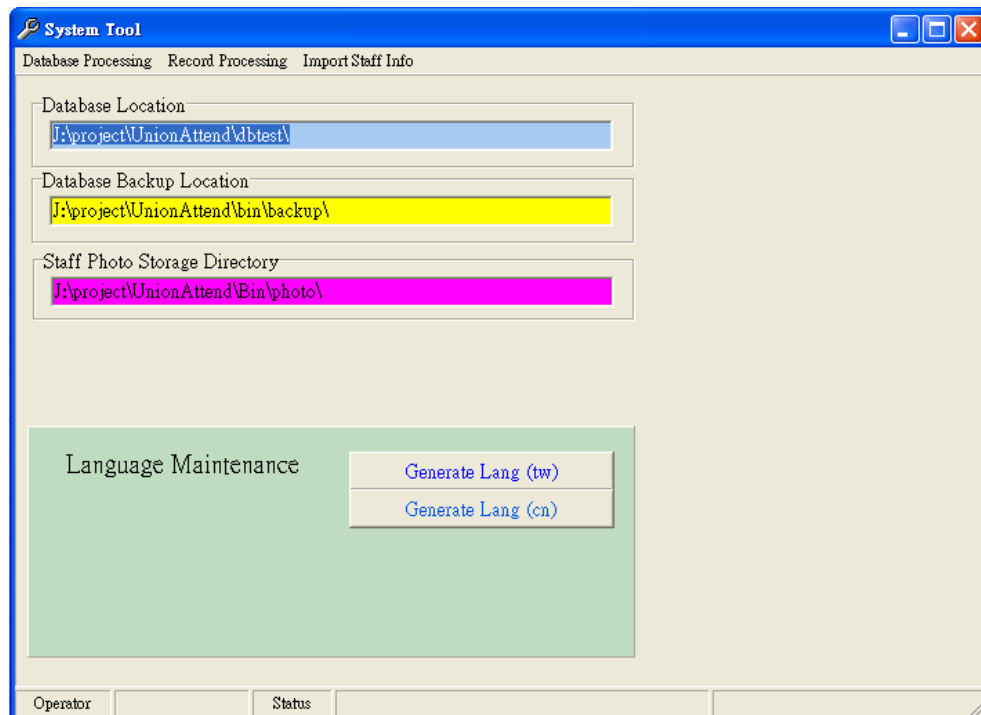 System Tool
Database Processing Record Processing Import Staff Info
Database Location
J:\project\UnionAttend\dbtest\
Database Backup Location
J:\project\UnionAttend\bin\backup\
Staff Photo Storage Directory
J:\project\UnionAttend\Bin\photo\
Language Maintenance
Generate Lang (tw)
Generate Lang (cn)
Operator Status